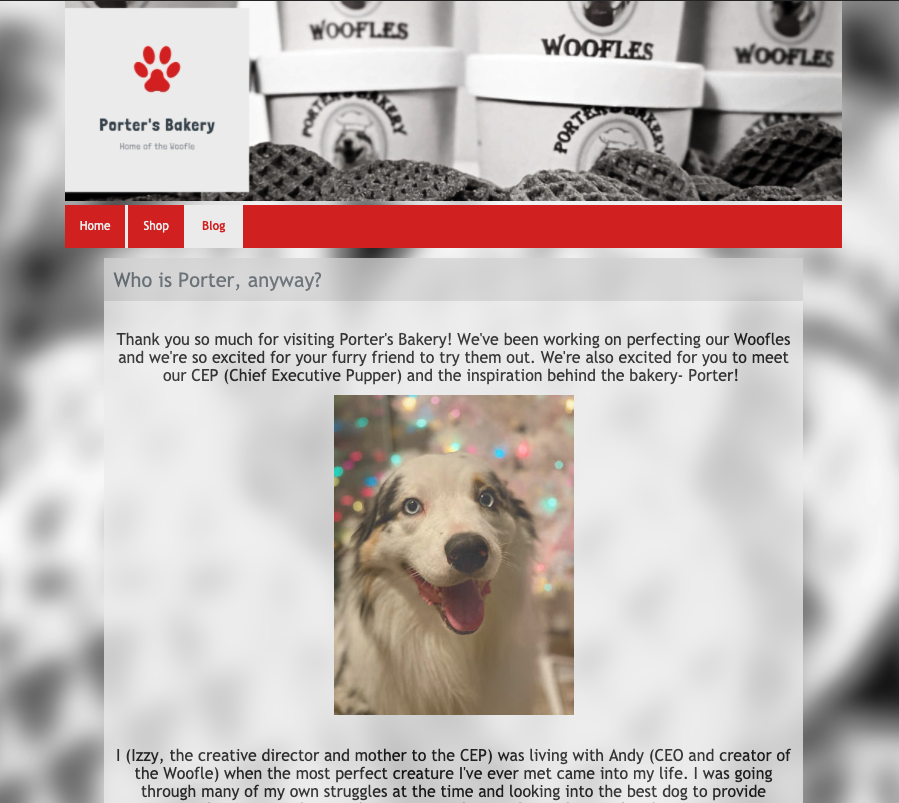 WOOFLES
WOOFLES
WOOFLES
PORTER'S BAKERY
PORTER'S BAKERY
Porter's Bakery
Home of the Woofle
Home
Shop
Blog
Who is Porter, anyway?
Thank you so much for visiting Porter's Bakery! We've been working on perfecting our Woofles
and we're so excited for your furry friend to try them out. We're also excited for you to meet
our CEP (Chief Executive Pupper) and the inspiration behind the bakery- Porter!
I (Izzy, the creative director and mother to the CEP) was living with Andy (CEO and creator of
the Woofle) when the most perfect creature I've ever met came into my life. I was going
through many of my own struggles at the time and looking into the best dog to provide